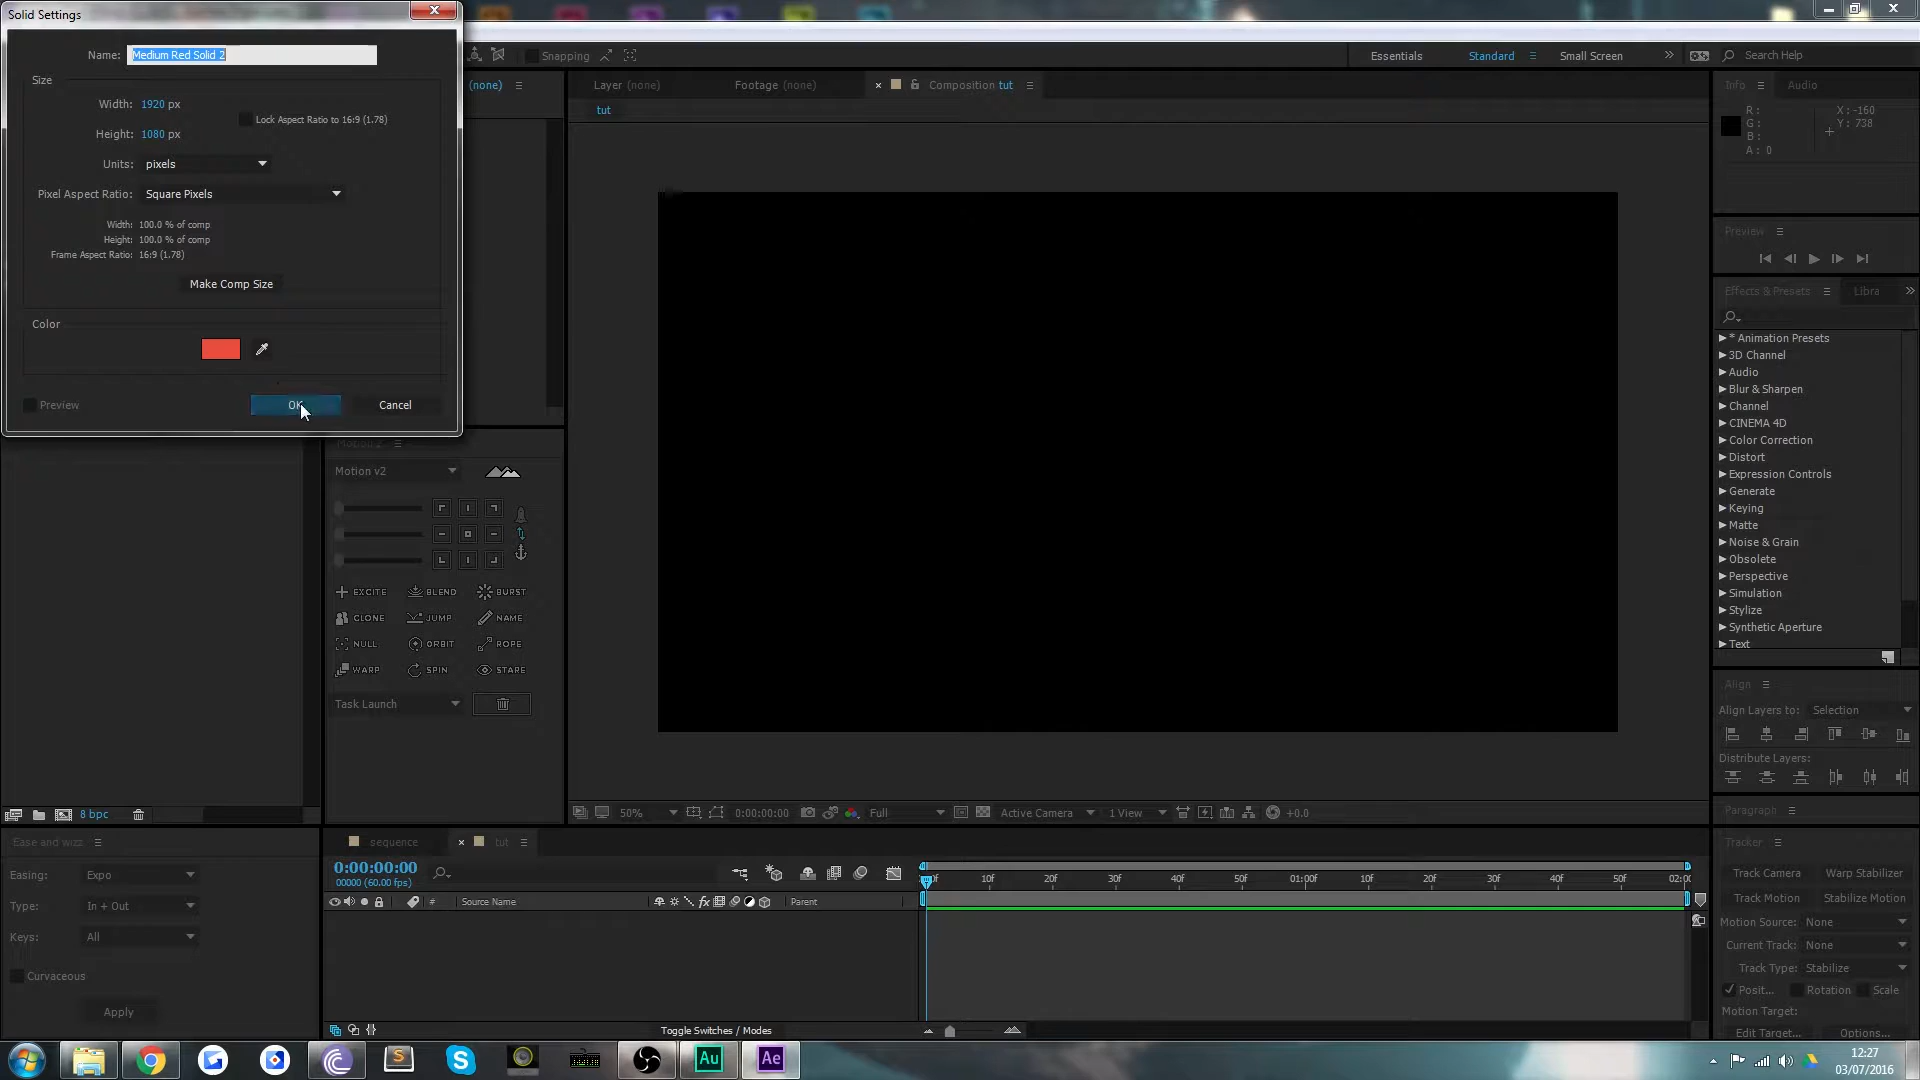 Solid Settings
Name: Medium Red Solid 2
Size
Width: 1920 px
Lock Aspect Ratio to 16:9 (1.78)
Height: 1080 px
Units: pixels
Pixel Aspect Ratio: Square Pixels
Width: 100.0 % of comp
Height: 100.0 % of comp
Frame Aspect Ratio: 16:9 (1.78)
Make Comp Size
Color
Preview
OK
Cancel
Snapping
Essentials
Standard
Small Screen
Search Help
(none)
Layer (none)
Footage (none)
Composition tut
tut
Info
Audio
R :
G :
B :
A : 0
X : -160
Y : 738
Preview
Effects & Presets
Libra
* Animation Presets
3D Channel
Audio
Blur & Sharpen
Channel
CINEMA 4D
Color Correction
Distort
Expression Controls
Generate
Keying
Matte
Noise & Grain
Obsolete
Perspective
Simulation
Stylize
Synthetic Aperture
Text
Align
Align Layers to: Selection
Distribute Layers:
Paragraph
Motion 2
Motion v2
EXCITE
BLEND
BURST
CLONE
JUMP
NAME
NULL
ORBIT
ROPE
WARP
SPIN
STARE
Task Launch
8 bpc
50%
0:00:00:00
Full
Active Camera
1 View
+0.0
Ease and wizz
Easing: Expo
Type: In + Out
Keys: All
Curvaceous
Apply
sequence
tut
0:00:00:00
00000 (60.00 fps)
# Source Name
fx
Parent
10f
20f
30f
40f
50f
01:00f
10f
20f
30f
40f
50f
Toggle Switches / Modes
Tracker
Track Camera
Warp Stabilizer
Track Motion
Stabilize Motion
Motion Source: None
Current Track: None
Track Type: Stabilize
Posit...
Rotation
Scale
Motion Target:
Edit Target...
Options...
S
Au
Ae
12:27
03/07/2016